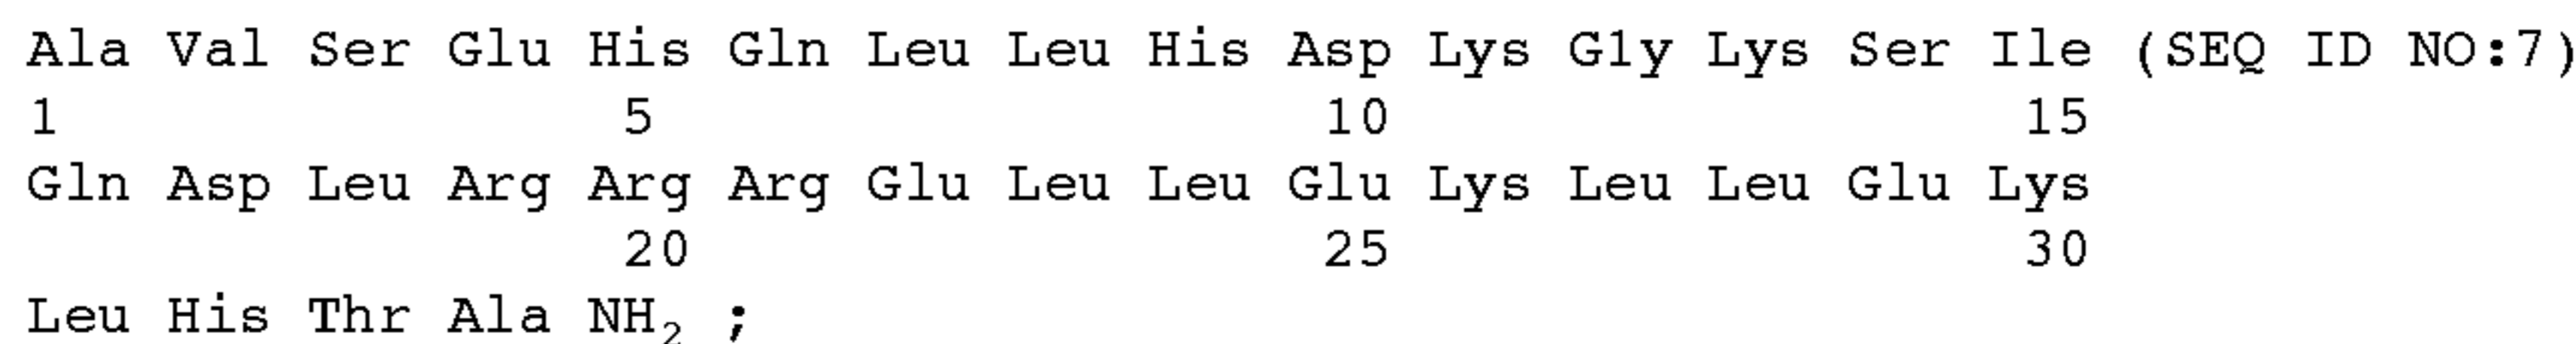 Ala Val Ser Glu His Gln Leu Leu His Asp Lys Gly Lys Ser Ile (SEQ ID NO:7)
1 5 10 15
Gln Asp Leu Arg Arg Arg Glu Leu Leu Glu Lys Leu Leu Glu Lys
20 25 30
Leu His Thr Ala NH₂ ;